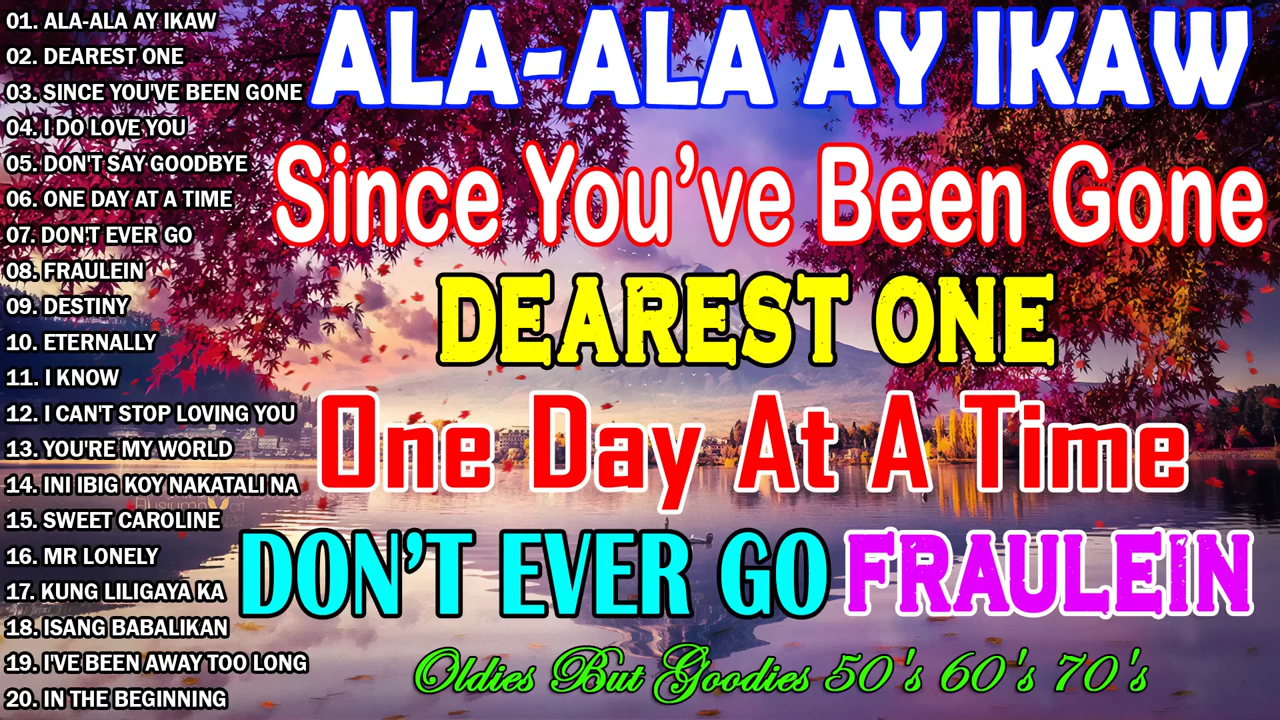 01. ALA-ALA AY IKAW
02. DEAREST ONE
03. SINCE YOU'VE BEEN GONE
04. I DO LOVE YOU
05. DON'T SAY GOODBYE
06. ONE DAY AT A TIME
07. DON'T EVER GO
08. FRAULEIN
09. DESTINY
10. ETERNALLY
11. I KNOW
12. I CAN'T STOP LOVING YOU
13. YOU'RE MY WORLD
14. INI IBIG KOY NAKATALI NA
15. SWEET CAROLINE
16. MR LONELY
17. KUNG LILIGAYA KA
18. ISANG BABALIKAN
19. I'VE BEEN AWAY TOO LONG
20. IN THE BEGINNING
ALA-ALA AY IKAW
Since You've Been Gone
DEAREST ONE
One Day At A Time
DON'T EVER GO FRAULEIN
Oldies But Goodies 50's 60's 70's